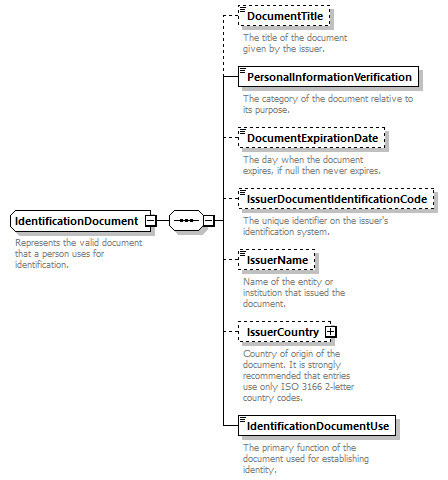 DocumentTitle
The title of the document
given by the issuer.
PersonalInformationVerification
The category of the document relative to
its purpose.
DocumentExpirationDate
The day when the document
expires, if null then never expires.
IssuerDocumentIdentificationCode
The unique identifier on the issuer's
identification system.
IdentificationDocument
Represents the valid document
that a person uses for
identification.
IssuerName
Name of the entity or
institution that issued the
document.
IssuerCountry
Country of origin of the
document. It is strongly
recommended that entries
use only ISO 3166 2-letter
country codes.
IdentificationDocumentUse
The primary function of the
document used for establishing
identity.